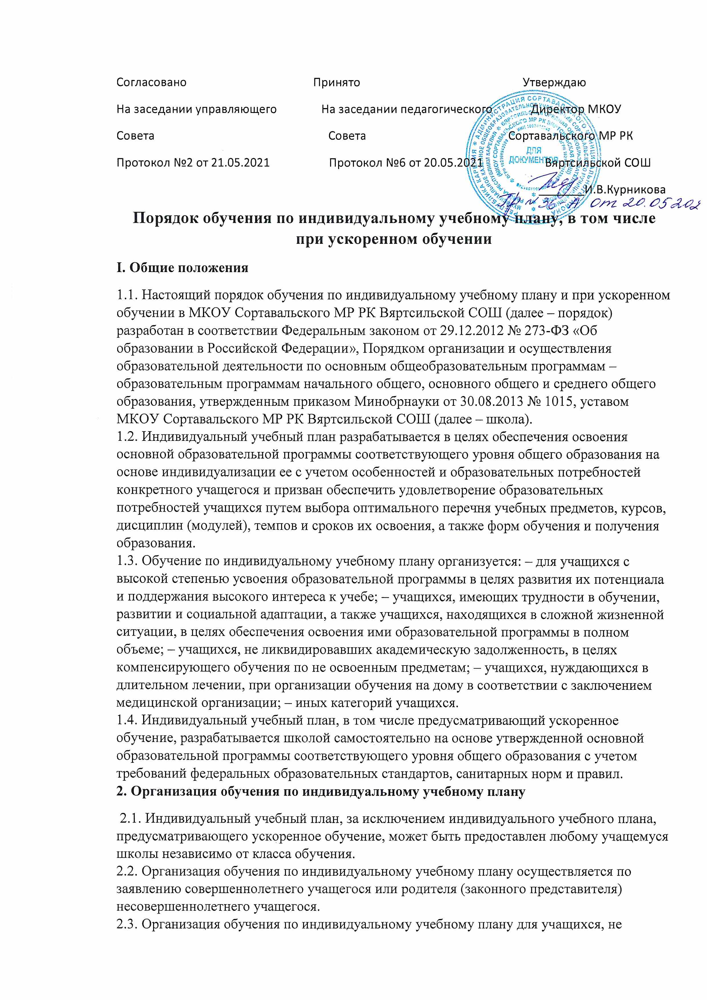 Согласовано Принято Утверждаю
На заседании управляющего На заседании педагогического Директор МКОУ
Совета Совета Сортавальского МР РК
Протокол №2 от 21.05.2021 Протокол №6 от 20.05.2021 Вяртсильской СОШ
ДЛЯ
ДОКУМЕНТОВ
И.В.Курникова
от 20.05
Порядок обучения по индивидуальному учебному плану, в том числе
при ускоренном обучении
I. Общие положения
1.1. Настоящий порядок обучения по индивидуальному учебному плану и при ускоренном
обучении в МКОУ Сортавальского МР РК Вяртсильской СОШ (далее – порядок)
разработан в соответствии Федеральным законом от 29.12.2012 № 273-ФЗ «Об
образовании в Российской Федерации», Порядком организации и осуществления
образовательной деятельности по основным общеобразовательным программам –
образовательным программам начального общего, основного общего и среднего общего
образования, утвержденным приказом Минобрнауки от 30.08.2013 № 1015, уставом
МКОУ Сортавальского МР РК Вяртсильской СОШ (далее – школа).
1.2. Индивидуальный учебный план разрабатывается в целях обеспечения освоения
основной образовательной программы соответствующего уровня общего образования на
основе индивидуализации ее с учетом особенностей и образовательных потребностей
конкретного учащегося и призван обеспечить удовлетворение образовательных
потребностей учащихся путем выбора оптимального перечня учебных предметов, курсов,
дисциплин (модулей), темпов и сроков их освоения, а также форм обучения и получения
образования.
1.3. Обучение по индивидуальному учебному плану организуется: – для учащихся с
высокой степенью усвоения образовательной программы в целях развития их потенциала
и поддержания высокого интереса к учебе; – учащихся, имеющих трудности в обучении,
развитии и социальной адаптации, а также учащихся, находящихся в сложной жизненной
ситуации, в целях обеспечения освоения ими образовательной программы в полном
объеме; – учащихся, не ликвидировавших академическую задолженность, в целях
компенсирующего обучения по не освоенным предметам; – учащихся, нуждающихся в
длительном лечении, при организации обучения на дому в соответствии с заключением
медицинской организации; – иных категорий учащихся.
1.4. Индивидуальный учебный план, в том числе предусматривающий ускоренное
обучение, разрабатывается школой самостоятельно на основе утвержденной основной
образовательной программы соответствующего уровня общего образования с учетом
требований федеральных образовательных стандартов, санитарных норм и правил.
2. Организация обучения по индивидуальному учебному плану
2.1. Индивидуальный учебный план, за исключением индивидуального учебного плана,
предусматривающего ускоренное обучение, может быть предоставлен любому учащемуся
школы независимо от класса обучения.
2.2. Организация обучения по индивидуальному учебному плану осуществляется по
заявлению совершеннолетнего учащегося или родителя (законного представителя)
несовершеннолетнего учащегося.
2.3. Организация обучения по индивидуальному учебному плану для учащихся, не